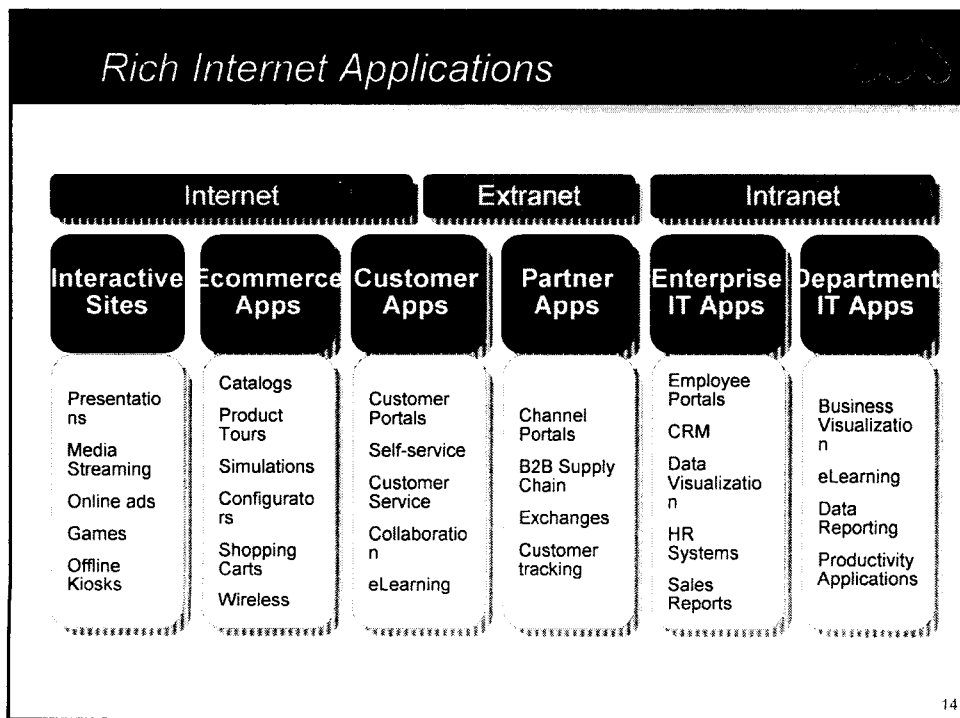 Rich Internet Applications
Internet
Extranet
Intranet
Interactive
Sites
Ecommerce
Apps
Customer
Apps
Partner
Apps
Enterprise
IT Apps
Department
IT Apps
Presentatio
ns
Media
Streaming
Online ads
Games
Offline
Kiosks
Catalogs
Product
Tours
Simulations
Configurato
rs
Shopping
Carts
Wireless
Customer
Portals
Self-service
Customer
Service
Collaboratio
n
eLearning
Channel
Portals
B2B Supply
Chain
Exchanges
Customer
tracking
Employee
Portals
CRM
Data
Visualizatio
n
HR
Systems
Sales
Reports
Business
Visualizatio
n
eLearning
Data
Reporting
Productivity
Applications
14